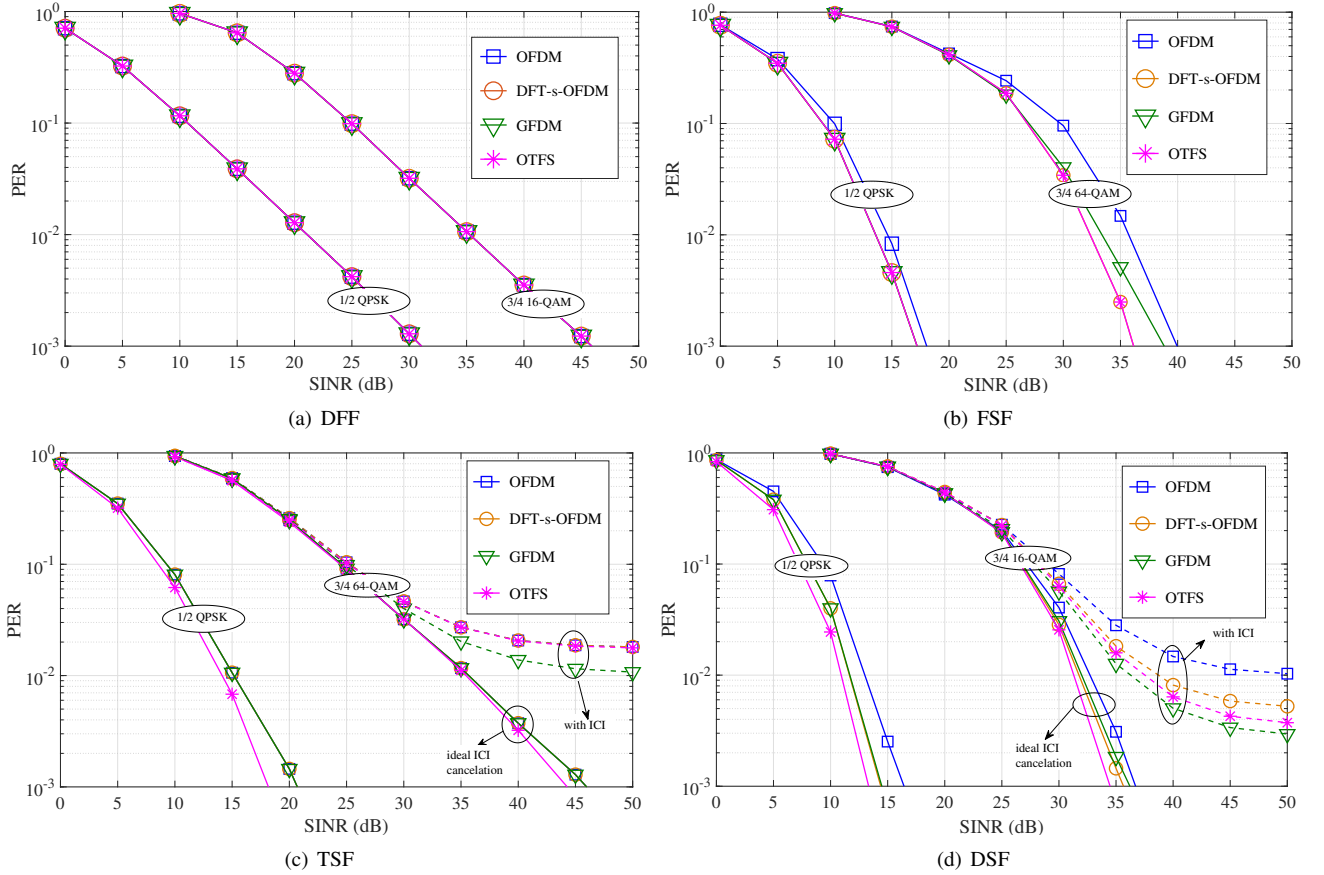 10^0
10^-1
10^-2
10^-3
PER
0 5 10 15 20 25 30 35 40 45 50
SINR (dB)
OFDM
DFT-s-OFDM
GFDM
OTFS
1/2 QPSK
3/4 16-QAM
(a) DFF
10^0
10^-1
10^-2
10^-3
PER
0 5 10 15 20 25 30 35 40 45 50
SINR (dB)
OFDM
DFT-s-OFDM
GFDM
OTFS
1/2 QPSK
3/4 64-QAM
(b) FSF
10^0
10^-1
10^-2
10^-3
PER
0 5 10 15 20 25 30 35 40 45 50
SINR (dB)
OFDM
DFT-s-OFDM
GFDM
OTFS
3/4 64-QAM
1/2 QPSK
with ICI
ideal ICI
cancelation
(c) TSF
10^0
10^-1
10^-2
10^-3
PER
0 5 10 15 20 25 30 35 40 45 50
SINR (dB)
OFDM
DFT-s-OFDM
GFDM
OTFS
1/2 QPSK
3/4 16-QAM
with ICI
ideal ICI
cancelation
(d) DSF